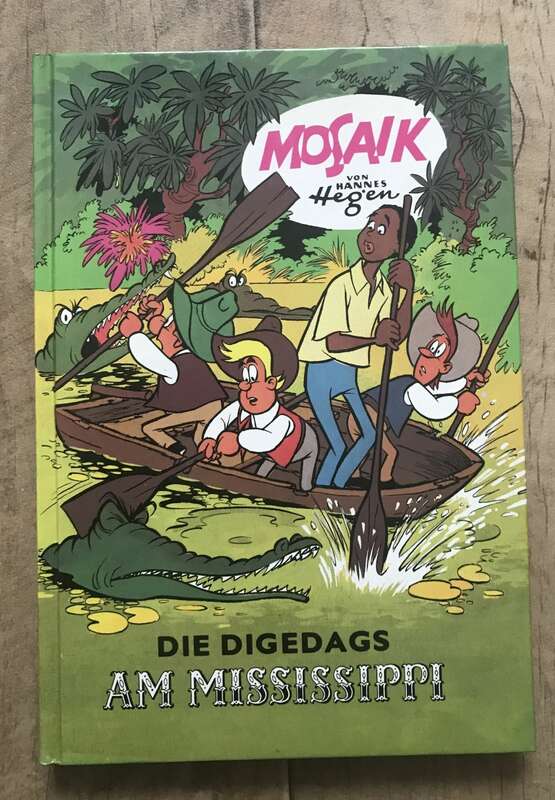 MOSAIK
VON
HANNES
Hegen
DIE DIGEDAGS
AM MISSISSIPPI